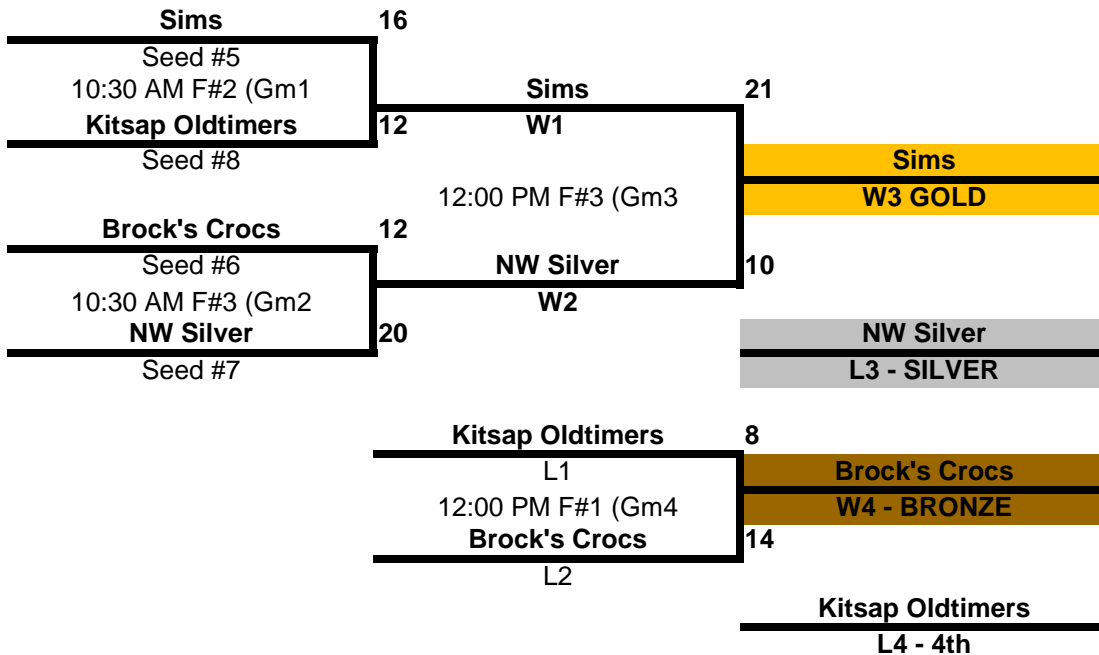 Sims 16
Seed #5
10:30 AM F#2 (Gm1
Sims 21
Kitsap Oldtimers 12
W1
Seed #8
Sims
12:00 PM F#3 (Gm3
W3 GOLD
Brock's Crocs 12
Seed #6
NW Silver 10
10:30 AM F#3 (Gm2
W2
NW Silver 20
NW Silver
Seed #7
L3 - SILVER
Kitsap Oldtimers 8
L1
Brock's Crocs
12:00 PM F#1 (Gm4
W4 - BRONZE
Brock's Crocs 14
L2
Kitsap Oldtimers
L4 - 4th